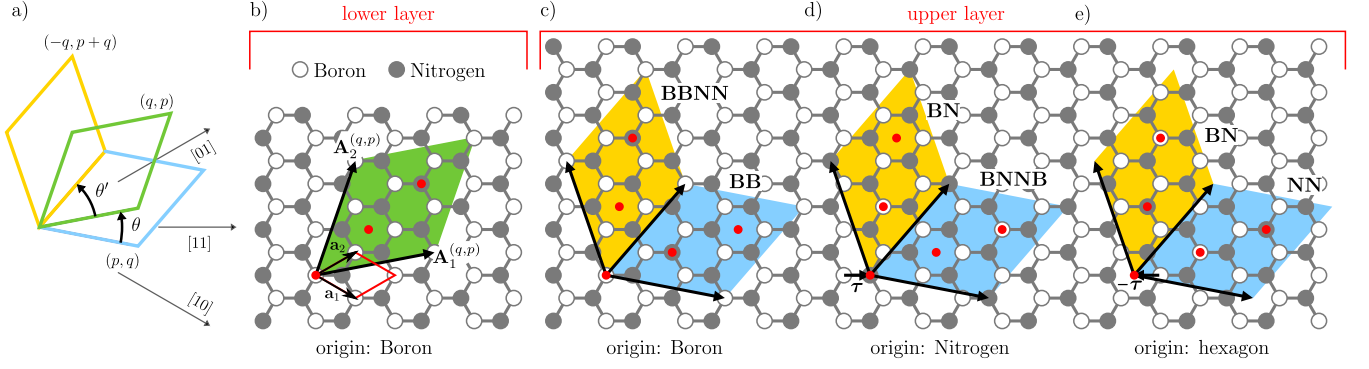 a)
(−q, p + q)
(q, p)
[01]
θ′
θ
[11]
(p, q)
[10]
b)
lower layer
Boron
Nitrogen
A₂^(q,p)
a₂
A₁^(q,p)
a₁
origin: Boron
upper layer
c)
BBNN
BB
origin: Boron
d)
BN
BNNB
τ
origin: Nitrogen
e)
BN
NN
−τ
origin: hexagon